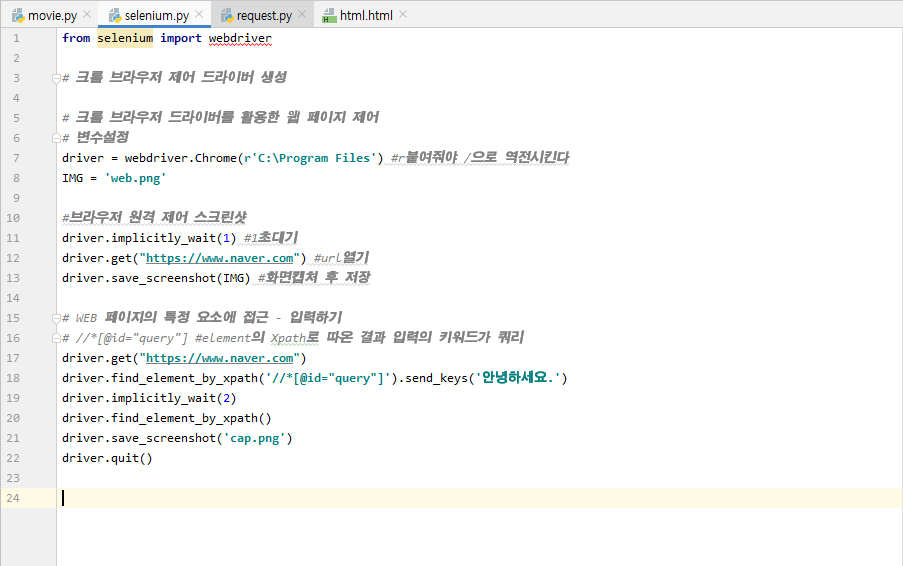 movie.py selenium.py request.py html.html
1 from selenium import webdriver
2
3 # 크롬 브라우저 제어 드라이버 생성
4
5 # 크롬 브라우저 드라이버를 활용한 웹 페이지 제어
6 # 변수설정
7 driver = webdriver.Chrome(r'C:\Program Files') #r붙여줘야 /으로 역전시킨다
8 IMG = 'web.png'
9
10 #브라우저 원격 제어 스크린샷
11 driver.implicitly_wait(1) #1초대기
12 driver.get("https://www.naver.com") #url열기
13 driver.save_screenshot(IMG) #화면캡쳐 후 저장
14
15 # WEB 페이지의 특정 요소에 접근 - 입력하기
16 # //*[@id="query"] #element의 Xpath로 따온 결과 입력의 키워드가 쿼리
17 driver.get("https://www.naver.com")
18 driver.find_element_by_xpath('//*[@id="query"]').send_keys('안녕하세요.')
19 driver.implicitly_wait(2)
20 driver.find_element_by_xpath()
21 driver.save_screenshot('cap.png')
22 driver.quit()
23
24